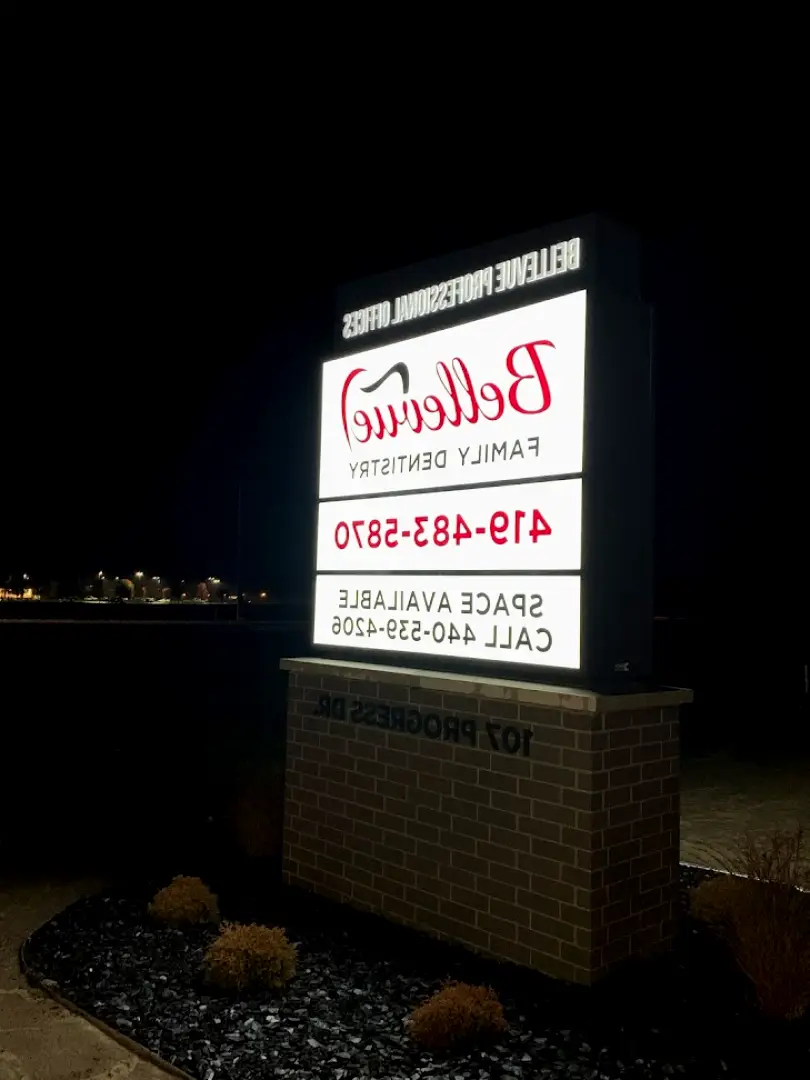 BELLEVUE PROFESSIONAL OFFICES
Bellevue
FAMILY DENTISTRY
419-483-5870
SPACE AVAILABLE
CALL 440-539-4206
107 PROGRESS DR.